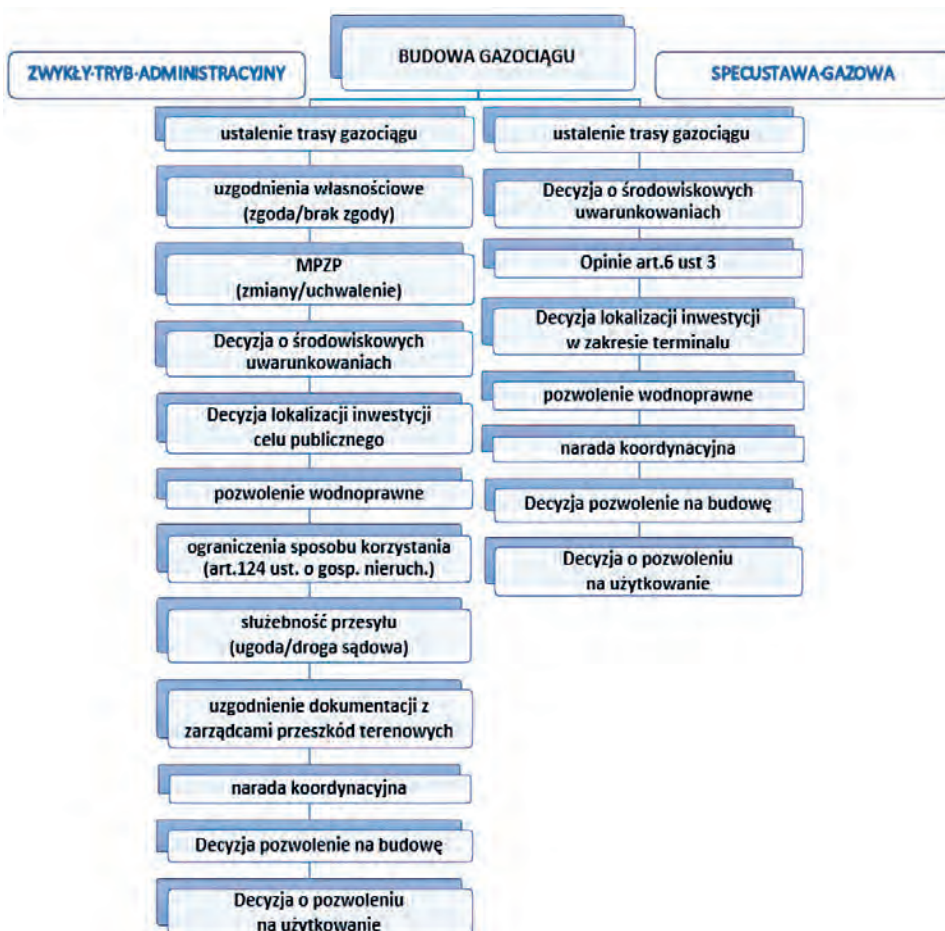 BUDOWA GAZOCIĄGU
ZWYKŁY·TRYB·ADMINISTRACYJNY
SPECUSTAWA·GAZOWA
ustalenie trasy gazociągu
uzgodnienia własnościowe
(zgoda/brak zgody)
MPZP
(zmiany/uchwalenie)
Decyzja o środowiskowych
uwarunkowaniach
Decyzja lokalizacji inwestycji
celu publicznego
pozwolenie wodnoprawne
ograniczenia sposobu korzystania
(art.124 ust. o gosp. nieruch.)
służebność przesyłu
(ugoda/droga sądowa)
uzgodnienie dokumentacji z
zarządcami przeszkód terenowych
narada koordynacyjna
Decyzja pozwolenie na budowę
Decyzja o pozwoleniu
na użytkowanie
ustalenie trasy gazociągu
Decyzja o środowiskowych
uwarunkowaniach
Opinie art.6 ust 3
Decyzja lokalizacji inwestycji
w zakresie terminalu
pozwolenie wodnoprawne
narada koordynacyjna
Decyzja pozwolenie na budowę
Decyzja o pozwoleniu
na użytkowanie